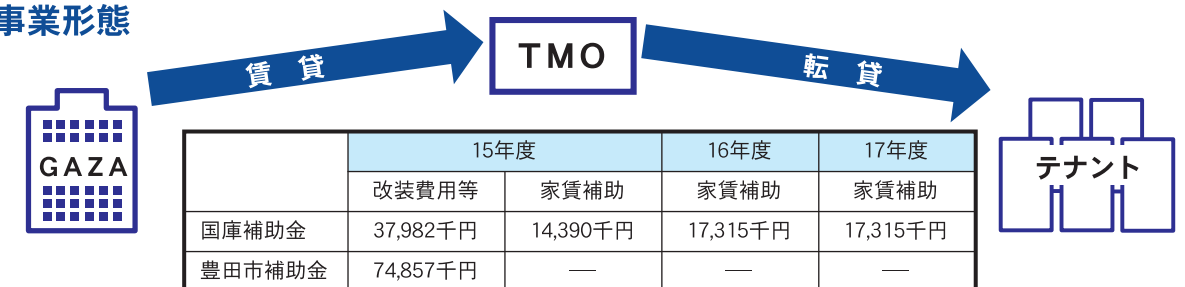 事業形態
賃貸
TMO
転貸
GAZA
テナント
15年度 16年度 17年度
改装費用等 家賃補助 家賃補助 家賃補助
国庫補助金 37,982千円 14,390千円 17,315千円 17,315千円
豊田市補助金 74,857千円 — — —